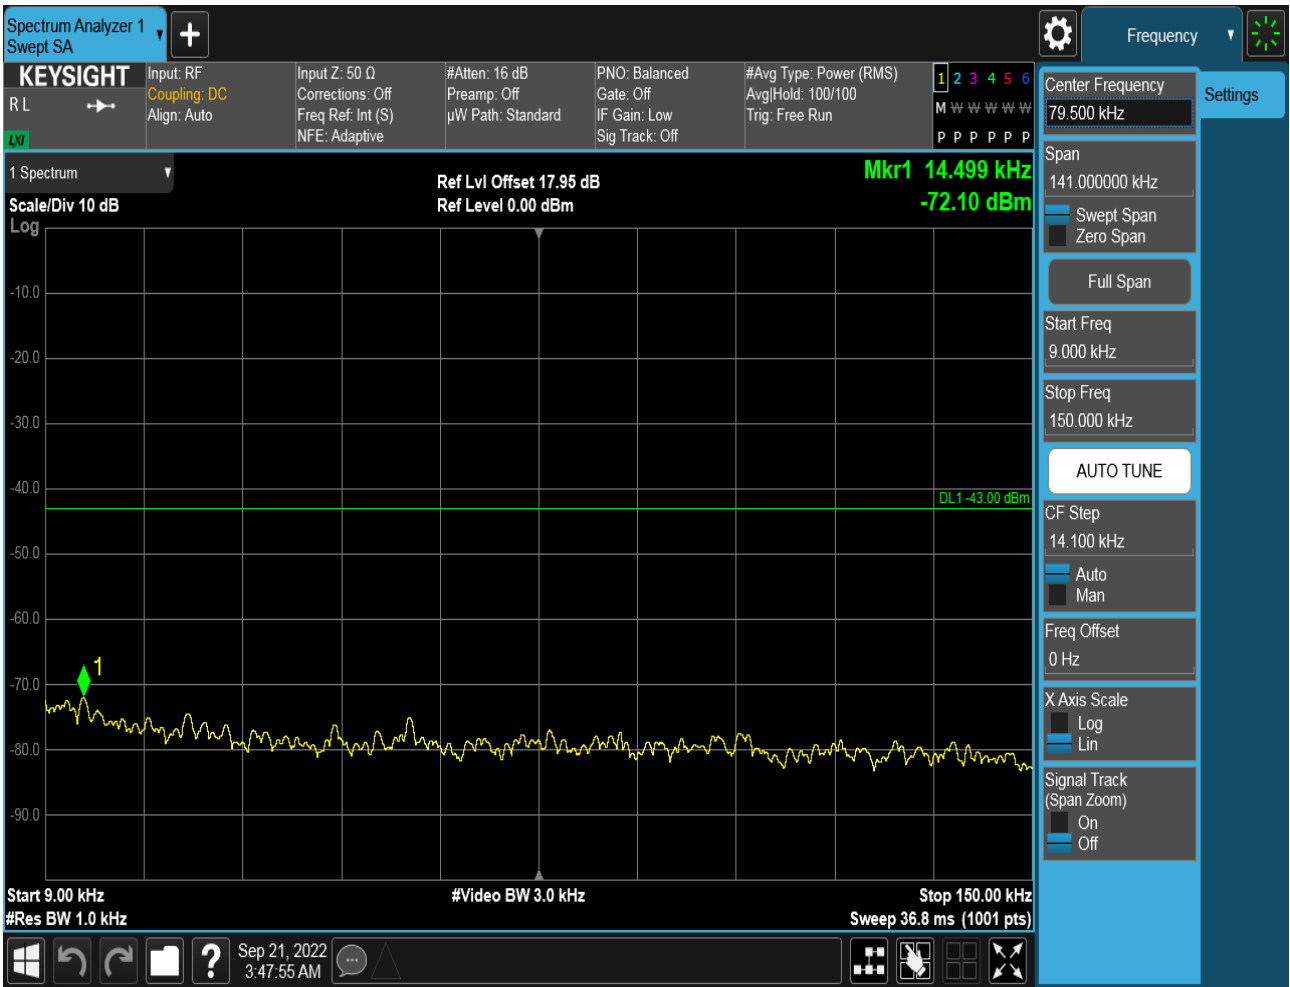 Spectrum Analyzer 1
Swept SA
+
Frequency
KEYSIGHT
R L
LXI
Input: RF
Coupling: DC
Align: Auto
Input Z: 50 Ω
Corrections: Off
Freq Ref: Int (S)
NFE: Adaptive
#Atten: 16 dB
Preamp: Off
µW Path: Standard
PNO: Balanced
Gate: Off
IF Gain: Low
Sig Track: Off
#Avg Type: Power (RMS)
Avg|Hold: 100/100
Trig: Free Run
1 2 3 4 5 6
M W W W W W
P P P P P P
1 Spectrum
Scale/Div 10 dB
Log
Ref Lvl Offset 17.95 dB
Ref Level 0.00 dBm
Mkr1 14.499 kHz
-72.10 dBm
-10.0
-20.0
-30.0
-40.0
DL1 -43.00 dBm
-50.0
-60.0
1
-70.0
-80.0
-90.0
Start 9.00 kHz
#Video BW 3.0 kHz
Stop 150.00 kHz
#Res BW 1.0 kHz
Sweep 36.8 ms (1001 pts)
?
Sep 21, 2022
3:47:55 AM
Center Frequency
79.500 kHz
Settings
Span
141.000000 kHz
Swept Span
Zero Span
Full Span
Start Freq
9.000 kHz
Stop Freq
150.000 kHz
AUTO TUNE
CF Step
14.100 kHz
Auto
Man
Freq Offset
0 Hz
X Axis Scale
Log
Lin
Signal Track
(Span Zoom)
On
Off